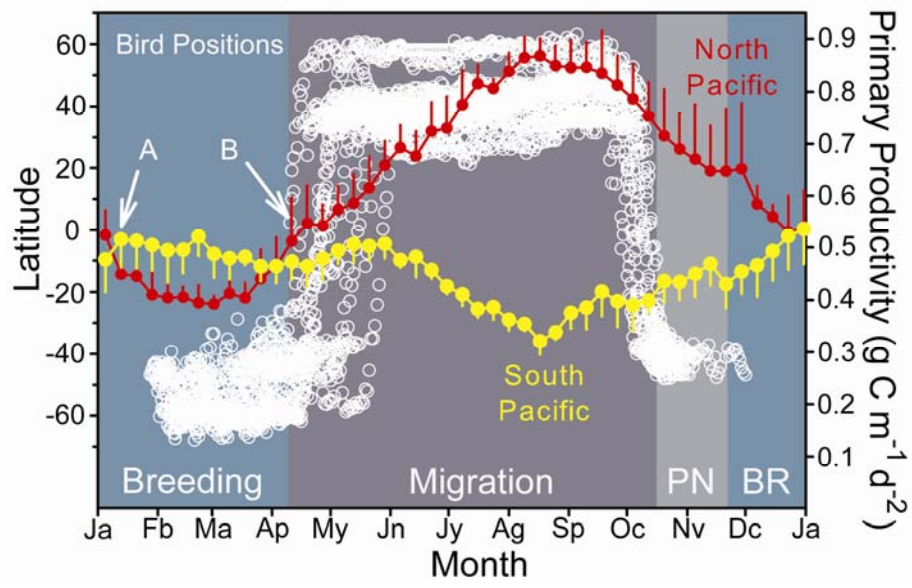 Bird Positions
North
Pacific
A
B
South
Pacific
Breeding
Migration
PN
BR
60
40
20
0
-20
-40
-60
Latitude
0.9
0.8
0.7
0.6
0.5
0.4
0.3
0.2
0.1
Primary Productivity (g C m-1 d-2)
Ja Fb Ma Ap My Jn Jy Ag Sp Oc Nv Dc Ja
Month